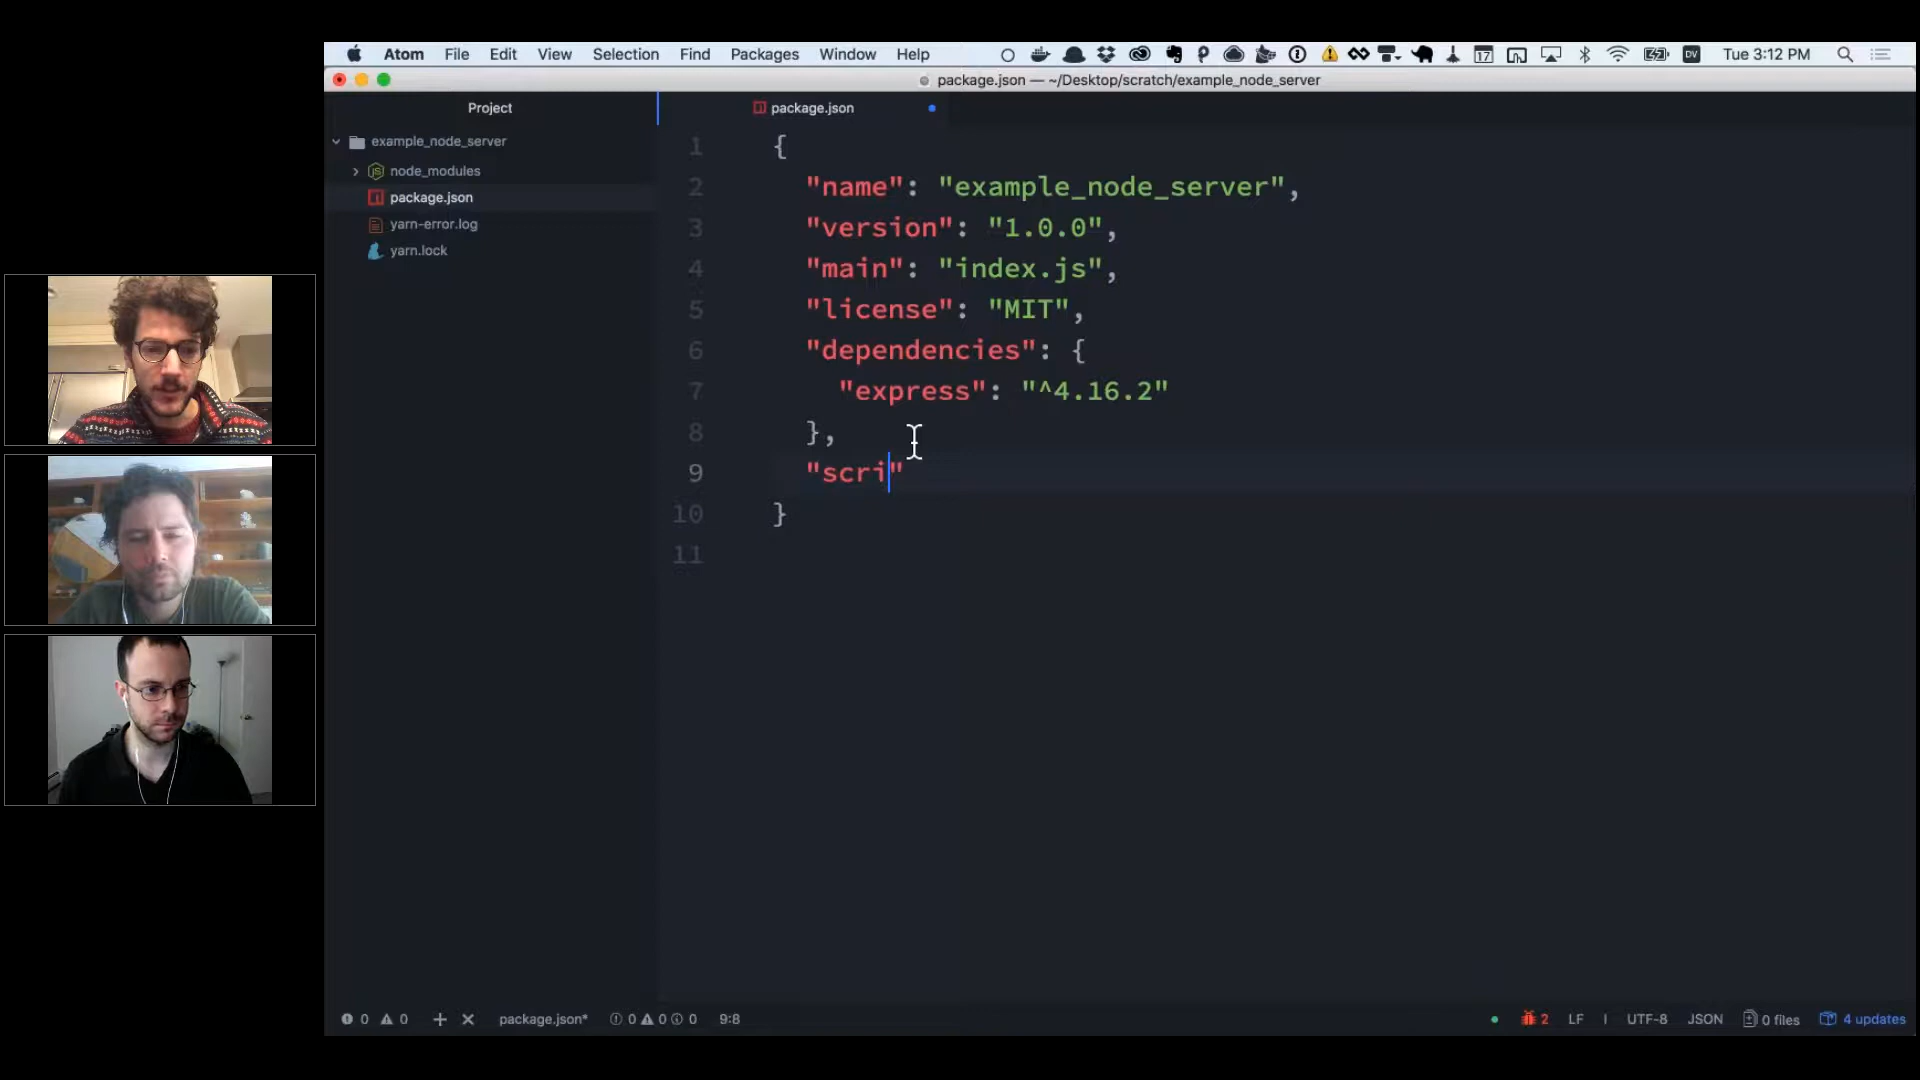 Atom File Edit View Selection Find Packages Window Help 17 DV Tue 3:12 PM
package.json — ~/Desktop/scratch/example_node_server
Project
package.json
example_node_server
node_modules
package.json
yarn-error.log
yarn.lock
1 {
2 "name": "example_node_server",
3 "version": "1.0.0",
4 "main": "index.js",
5 "license": "MIT",
6 "dependencies": {
7 "express": "^4.16.2"
8 },
9 "scri"
10 }
11
0 0 package.json* 0 0 0 9:8 2 LF UTF-8 JSON 0 files 4 updates